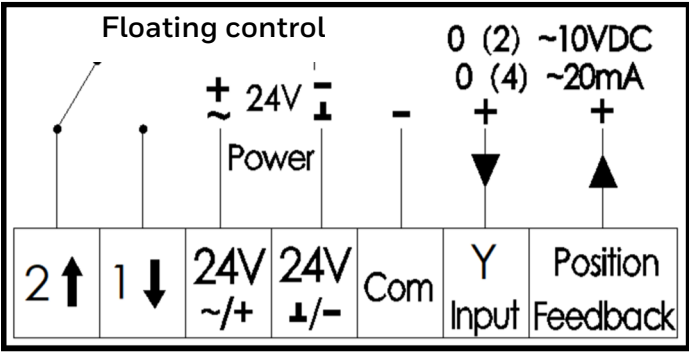 Floating control
0 (2) ~10VDC
0 (4) ~20mA
+ ~ 24V − ⊥ − + +
Power
2 ↑ 1 ↓ 24V ~/+ 24V ⊥/− Com Y Input Position Feedback